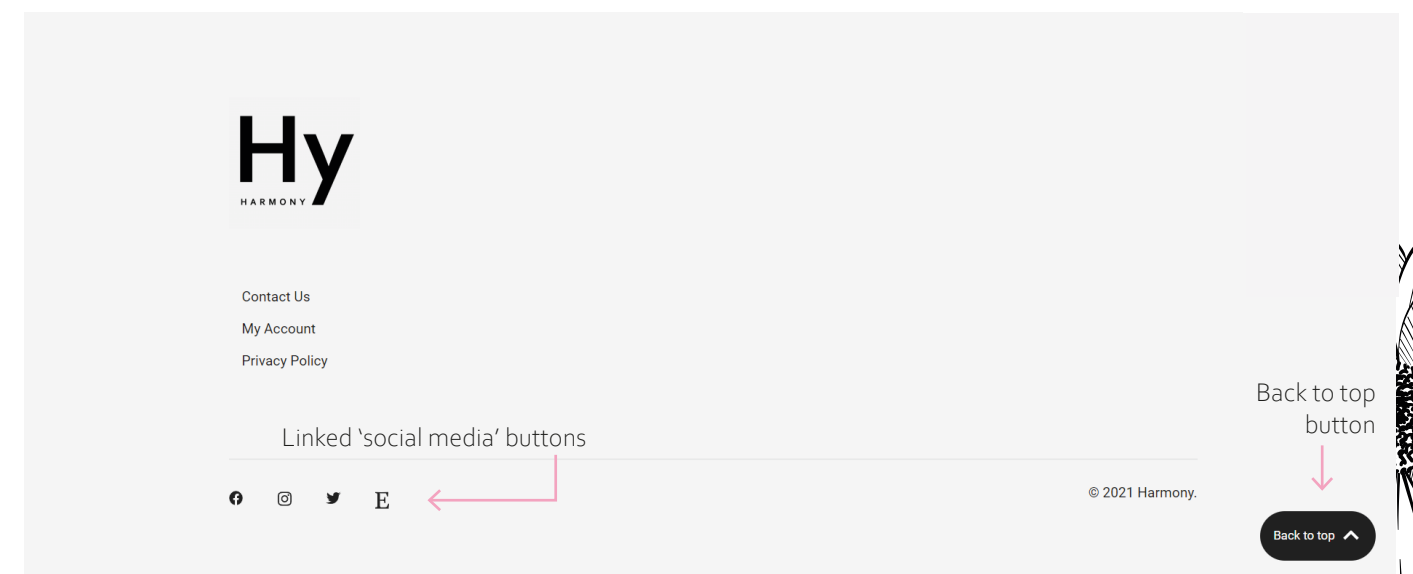 Hy
HARMONY
Contact Us
My Account
Privacy Policy
Back to top
button
Linked ‘social media’ buttons
E
© 2021 Harmony.
Back to top